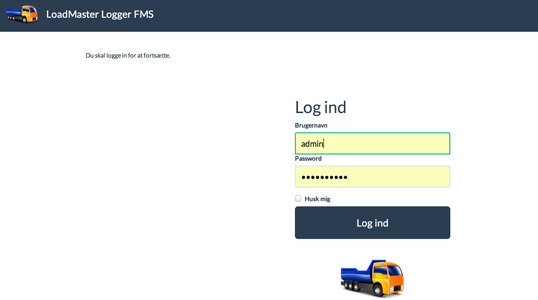 LoadMaster Logger FMS
Du skal logge in for at fortsætte.
Log ind
Brugernavn
admin
Password
••••••••••
Husk mig
Log ind